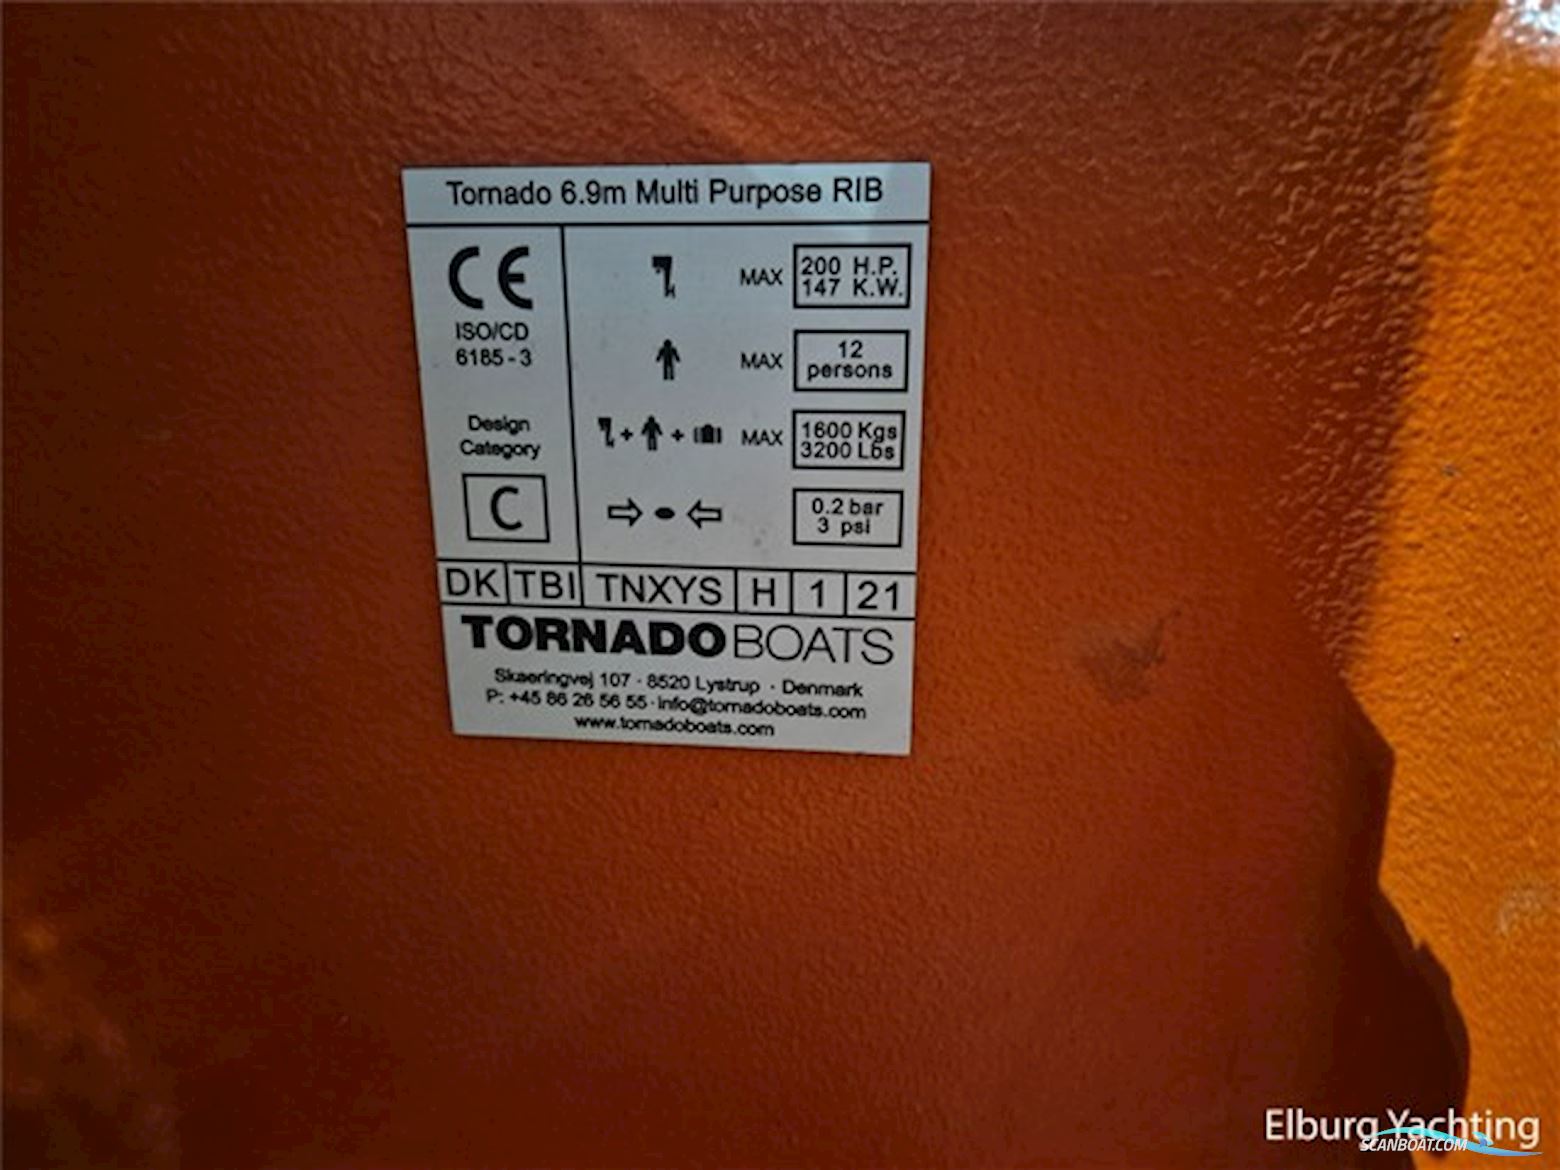 Tornado 6.9m Multi Purpose RIB
CE
ISO/CD
6185-3
Design
Category
C
MAX
200 H.P.
147 K.W.
MAX
12
persons
MAX
1600 Kgs
3200 Lbs
0.2 bar
3 psi
DK TBI TNXYS H 1 21
TORNADO BOATS
Skaeringvej 107 · 8520 Lystrup · Denmark
P: +45 86 26 56 55 · info@tornadoboats.com
www.tornadoboats.com
Elburg Yachting
SCANBOAT.COM